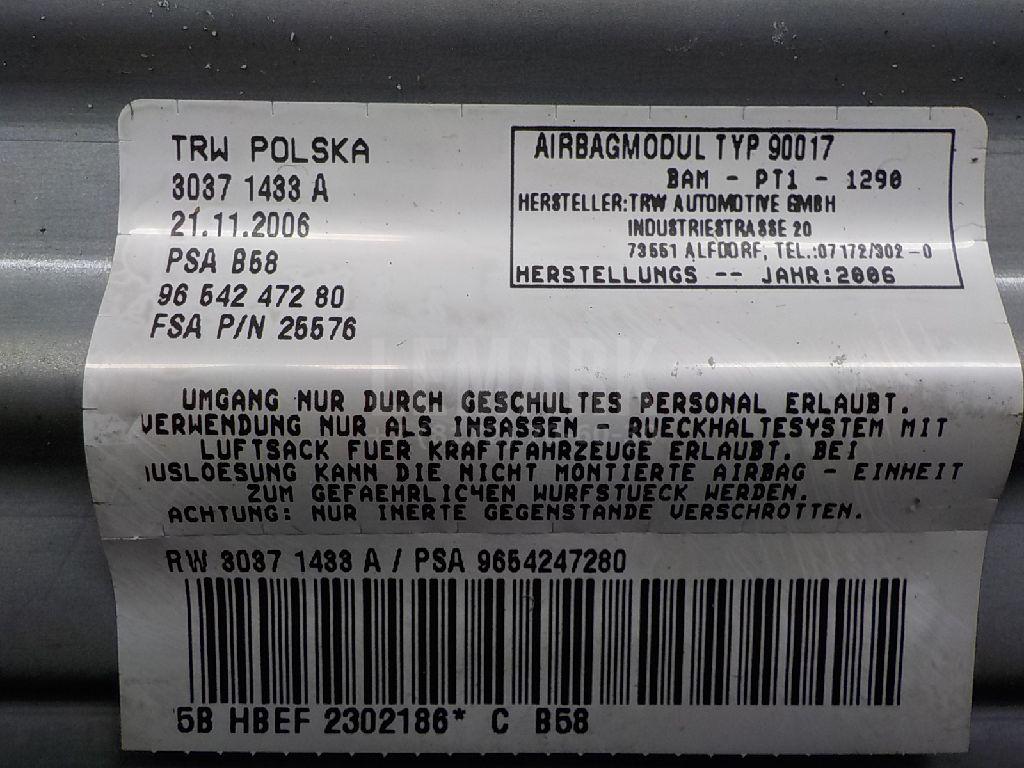 TRW POLSKA
3037 1433 A
21.11.2006
PSA B58
96 542 472 80
FSA P/N 25576
AIRBAGMODUL TYP 90017
BAM - PT1 - 1290
HERSTELLER:TRW AUTOMOTIVE GMBH
INDUSTRIESTRASSE 20
73551 ALFDORF, TEL.:07172/302-0
HERSTELLUNGS -- JAHR:2006
LEMARK
UMGANG NUR DURCH GESCHULTES PERSONAL ERLAUBT.
VERWENDUNG NUR ALS INSASSEN - RUECKHALTESYSTEM MIT
LUFTSACK FUER KRAFTFAHRZEUGE ERLAUBT. BEI
AUSLOESUNG KANN DIE NICHT MONTIERTE AIRBAG - EINHEIT
ZUM GEFAEHRLICHEN WURFSTUECK WERDEN.
ACHTUNG: NUR INERTE GEGENSTANDE VERSCHROTTEN.
RW 3037 1433 A / PSA 9654247280
5B HBEF 2302186* C B58